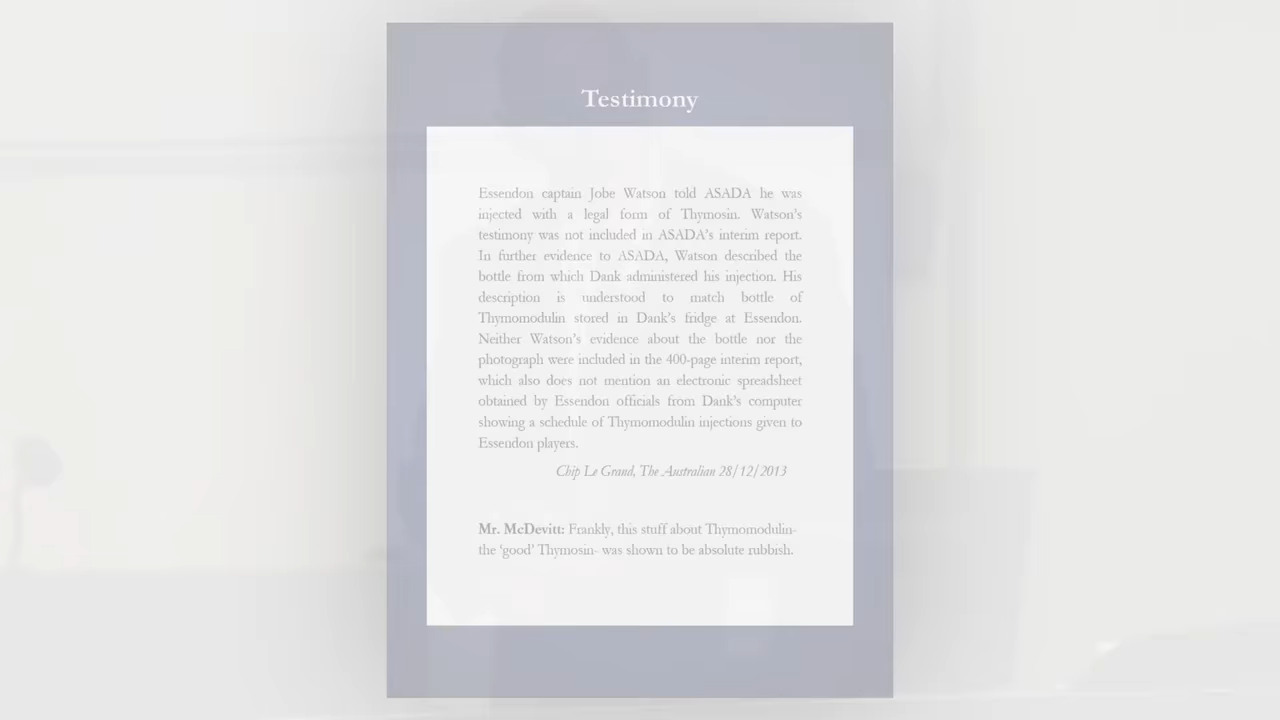 Testimony
Essendon captain Jobe Watson told ASADA he was
injected with a legal form of Thymosin. Watson's
testimony was not included in ASADA's interim report.
In further evidence to ASADA, Watson described the
bottle from which Dank administered his injection. His
description is understood to match bottle of
Thymomodulin stored in Dank's fridge at Essendon.
Neither Watson's evidence about the bottle nor the
photograph were included in the 400-page interim report,
which also does not mention an electronic spreadsheet
obtained by Essendon officials from Dank's computer
showing a schedule of Thymomodulin injections given to
Essendon players.
Chip Le Grand, The Australian 28/12/2013
Mr. McDevitt: Frankly, this stuff about Thymomodulin-
the 'good' Thymosin- was shown to be absolute rubbish.